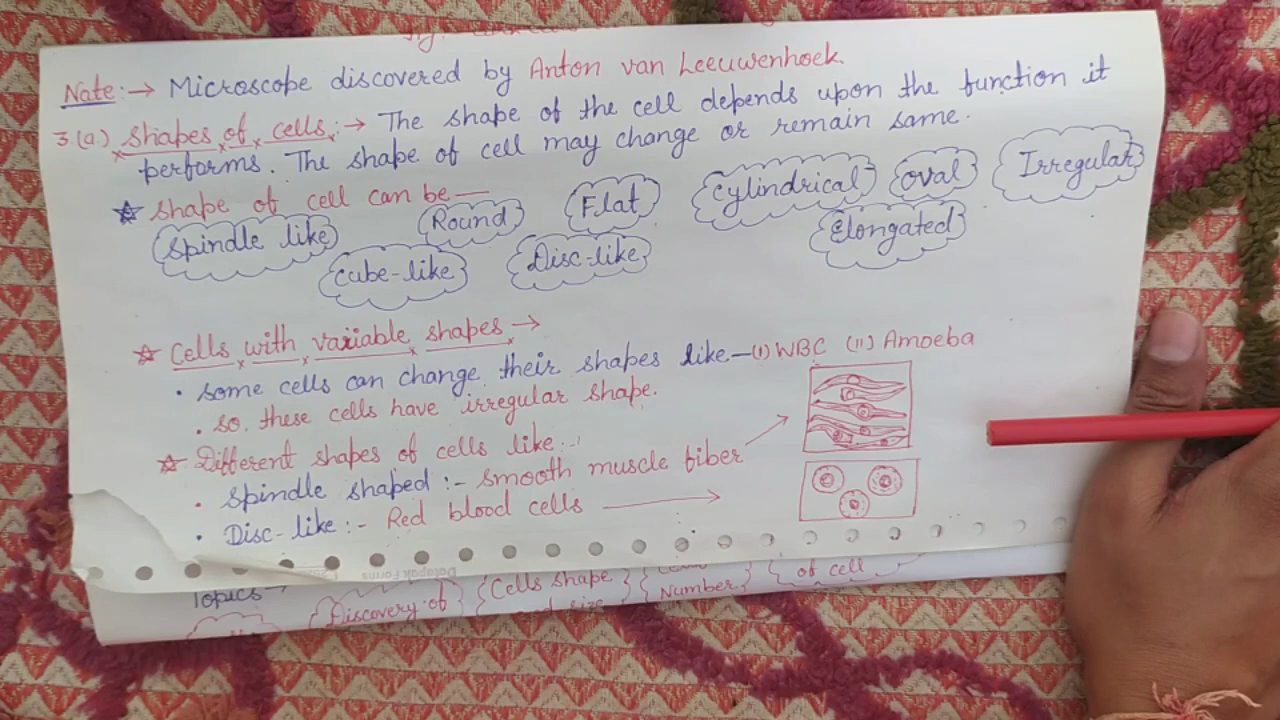 Note:→ Microscope discovered by Anton van Leeuwenhoek.
3.(a) Shapes of cells:→ The shape of the cell depends upon the function it
performs. The shape of cell may change or remain same.
☆ Shape of cell can be —
Spindle like Round Flat Cylindrical Oval Irregular
Cube-like Disc-like Elongated
☆ Cells with variable shapes →
• Some cells can change their shapes like—(i) WBC (ii) Amoeba
• So, these cells have irregular shape.
☆ Different shapes of cells like:-
• Spindle shaped :- Smooth muscle fiber
• Disc-like :- Red blood cells
Datapak Forms
Topics→
Discovery of Cells shape Number of cell